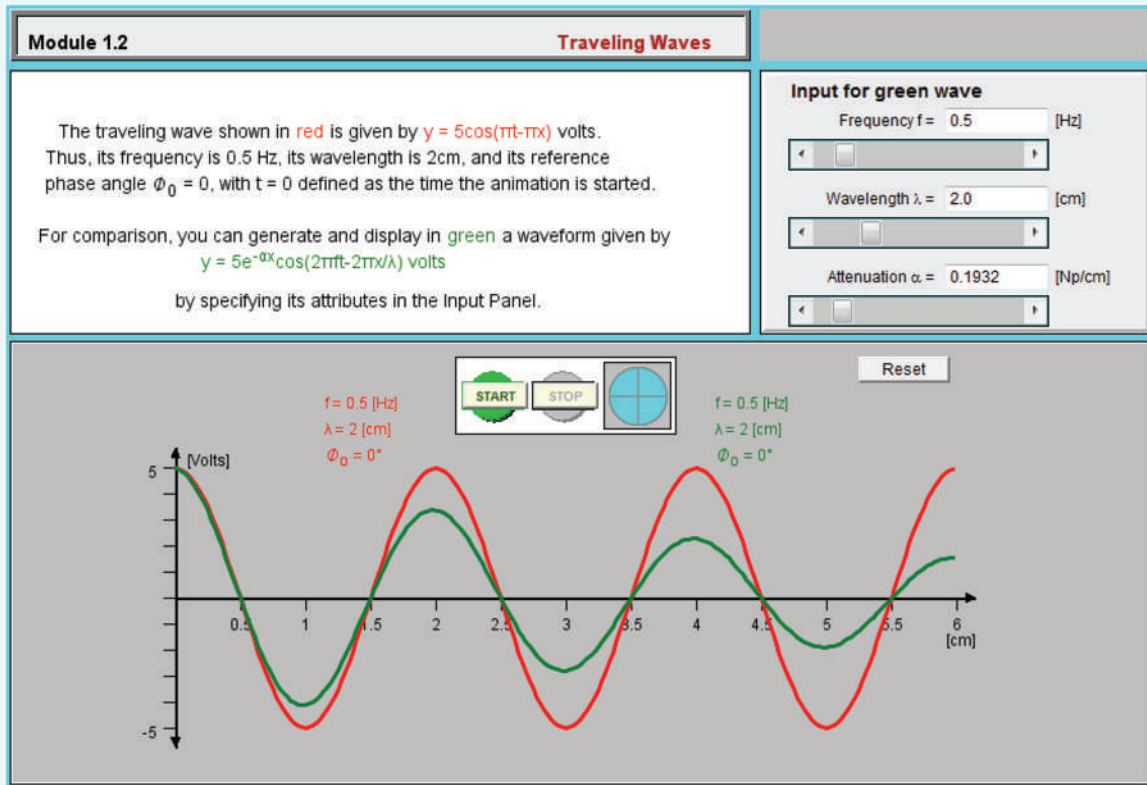 Module 1.2
Traveling Waves
The traveling wave shown in red is given by y = 5cos(πt-πx) volts.
Thus, its frequency is 0.5 Hz, its wavelength is 2cm, and its reference
phase angle Φ₀ = 0, with t = 0 defined as the time the animation is started.
For comparison, you can generate and display in green a waveform given by
y = 5e⁻ᵅˣcos(2πft-2πx/λ) volts
by specifying its attributes in the Input Panel.
Input for green wave
Frequency f = 0.5 [Hz]
Wavelength λ = 2.0 [cm]
Attenuation α = 0.1932 [Np/cm]
START
STOP
Reset
f = 0.5 [Hz]
λ = 2 [cm]
Φ₀ = 0°
f = 0.5 [Hz]
λ = 2 [cm]
Φ₀ = 0°
[Volts]
5
0.5 1 1.5 2 2.5 3 3.5 4 4.5 5 5.5 6
[cm]
-5